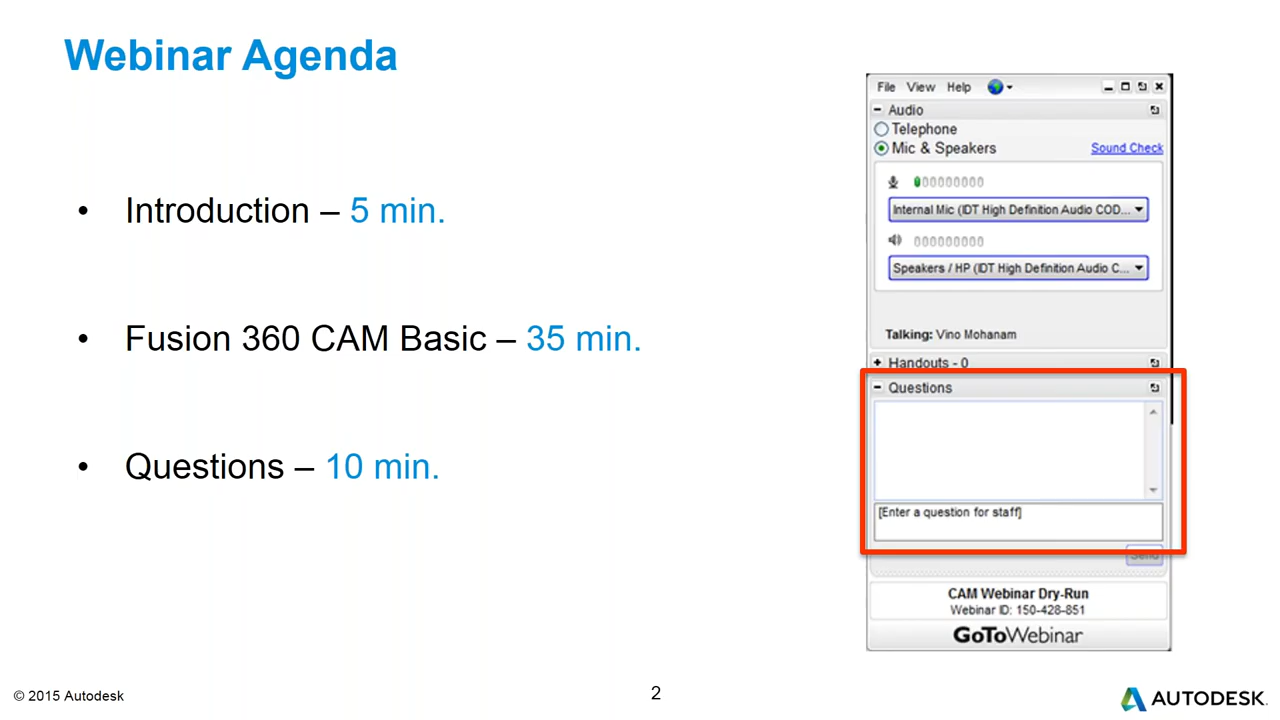 Webinar Agenda
• Introduction – 5 min.
• Fusion 360 CAM Basic – 35 min.
• Questions – 10 min.
File View Help
Audio
Telephone
Mic & Speakers Sound Check
Internal Mic (IDT High Definition Audio COD...
Speakers / HP (IDT High Definition Audio C...
Talking: Vino Mohanam
Handouts - 0
Questions
[Enter a question for staff]
Send
CAM Webinar Dry-Run
Webinar ID: 150-428-851
GoToWebinar
© 2015 Autodesk
2
AUTODESK.